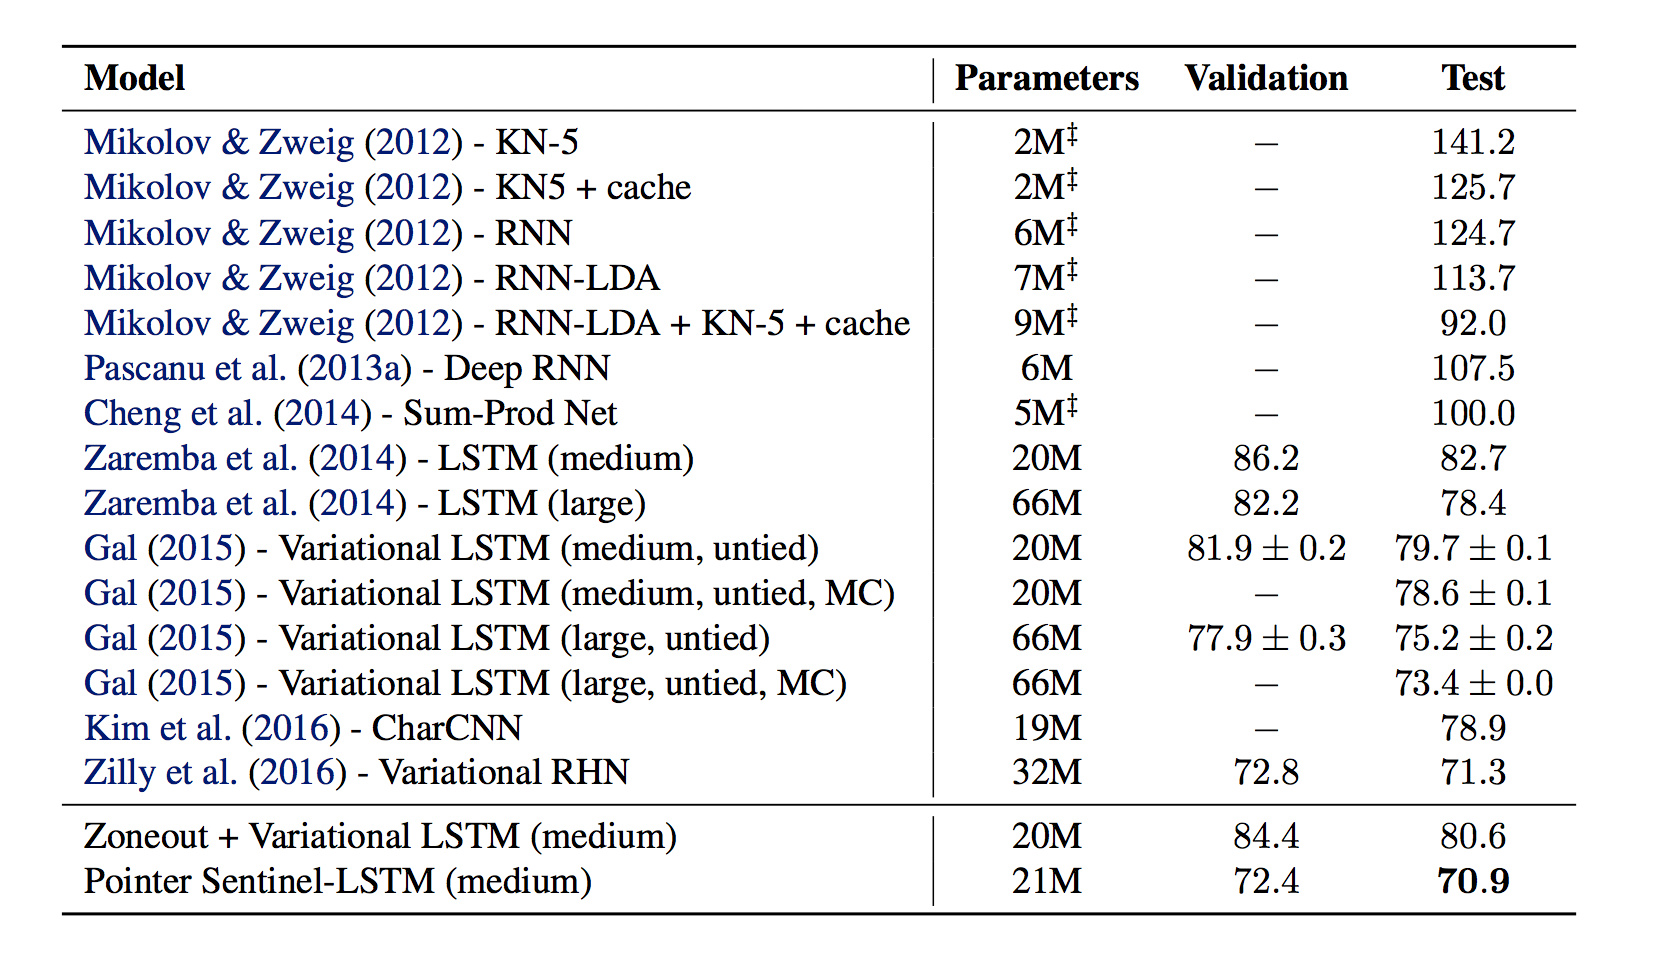 Model Parameters Validation Test
Mikolov & Zweig (2012) - KN-5 2M‡ − 141.2
Mikolov & Zweig (2012) - KN5 + cache 2M‡ − 125.7
Mikolov & Zweig (2012) - RNN 6M‡ − 124.7
Mikolov & Zweig (2012) - RNN-LDA 7M‡ − 113.7
Mikolov & Zweig (2012) - RNN-LDA + KN-5 + cache 9M‡ − 92.0
Pascanu et al. (2013a) - Deep RNN 6M − 107.5
Cheng et al. (2014) - Sum-Prod Net 5M‡ − 100.0
Zaremba et al. (2014) - LSTM (medium) 20M 86.2 82.7
Zaremba et al. (2014) - LSTM (large) 66M 82.2 78.4
Gal (2015) - Variational LSTM (medium, untied) 20M 81.9 ± 0.2 79.7 ± 0.1
Gal (2015) - Variational LSTM (medium, untied, MC) 20M − 78.6 ± 0.1
Gal (2015) - Variational LSTM (large, untied) 66M 77.9 ± 0.3 75.2 ± 0.2
Gal (2015) - Variational LSTM (large, untied, MC) 66M − 73.4 ± 0.0
Kim et al. (2016) - CharCNN 19M − 78.9
Zilly et al. (2016) - Variational RHN 32M 72.8 71.3
Zoneout + Variational LSTM (medium) 20M 84.4 80.6
Pointer Sentinel-LSTM (medium) 21M 72.4 70.9